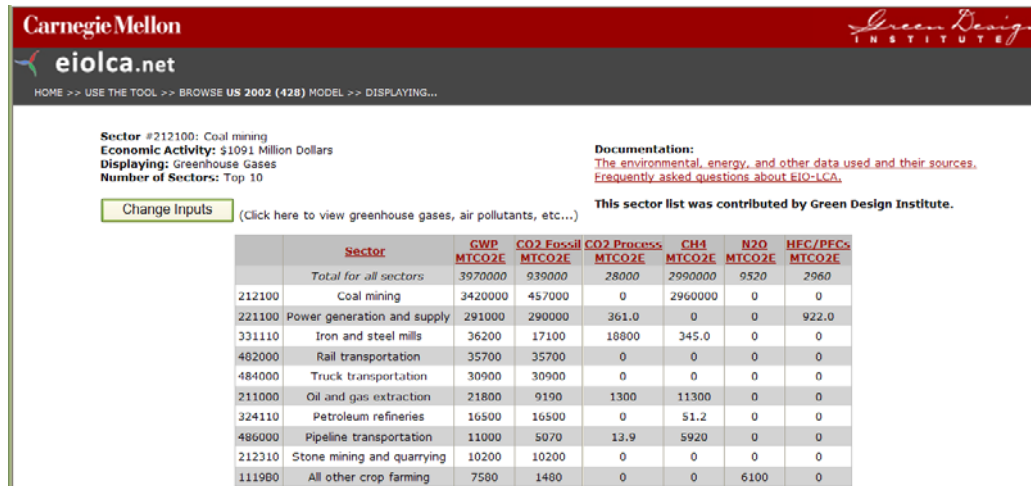 Carnegie Mellon
Green Design
INSTITUTE
eiolca.net
HOME >> USE THE TOOL >> BROWSE US 2002 (428) MODEL >> DISPLAYING...
Sector #212100: Coal mining
Economic Activity: $1091 Million Dollars
Displaying: Greenhouse Gases
Number of Sectors: Top 10
Documentation:
The environmental, energy, and other data used and their sources.
Frequently asked questions about EIO-LCA.
This sector list was contributed by Green Design Institute.
Change Inputs (Click here to view greenhouse gases, air pollutants, etc...)
Sector GWP MTCO2E CO2 Fossil MTCO2E CO2 Process MTCO2E CH4 MTCO2E N2O MTCO2E HFC/PFCs MTCO2E
Total for all sectors 3970000 939000 28000 2990000 9520 2960
212100 Coal mining 3420000 457000 0 2960000 0 0
221100 Power generation and supply 291000 290000 361.0 0 0 922.0
331110 Iron and steel mills 36200 17100 18800 345.0 0 0
482000 Rail transportation 35700 35700 0 0 0 0
484000 Truck transportation 30900 30900 0 0 0 0
211000 Oil and gas extraction 21800 9190 1300 11300 0 0
324110 Petroleum refineries 16500 16500 0 51.2 0 0
486000 Pipeline transportation 11000 5070 13.9 5920 0 0
212310 Stone mining and quarrying 10200 10200 0 0 0 0
1119B0 All other crop farming 7580 1480 0 0 6100 0